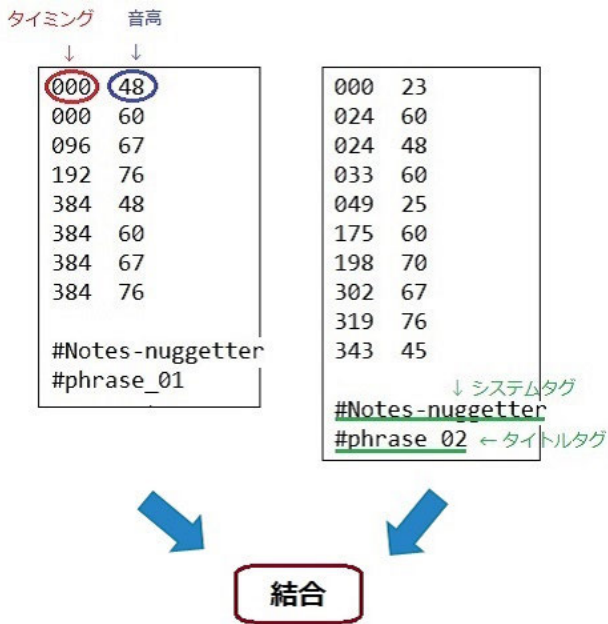 タイミング 音高
↓ ↓
000 48
000 60
096 67
192 76
384 48
384 60
384 67
384 76
#Notes-nuggetter
#phrase_01
000 23
024 60
024 48
033 60
049 25
175 60
198 70
302 67
319 76
343 45
↓ システムタグ
#Notes-nuggetter
#phrase_02 ←タイトルタグ
結合